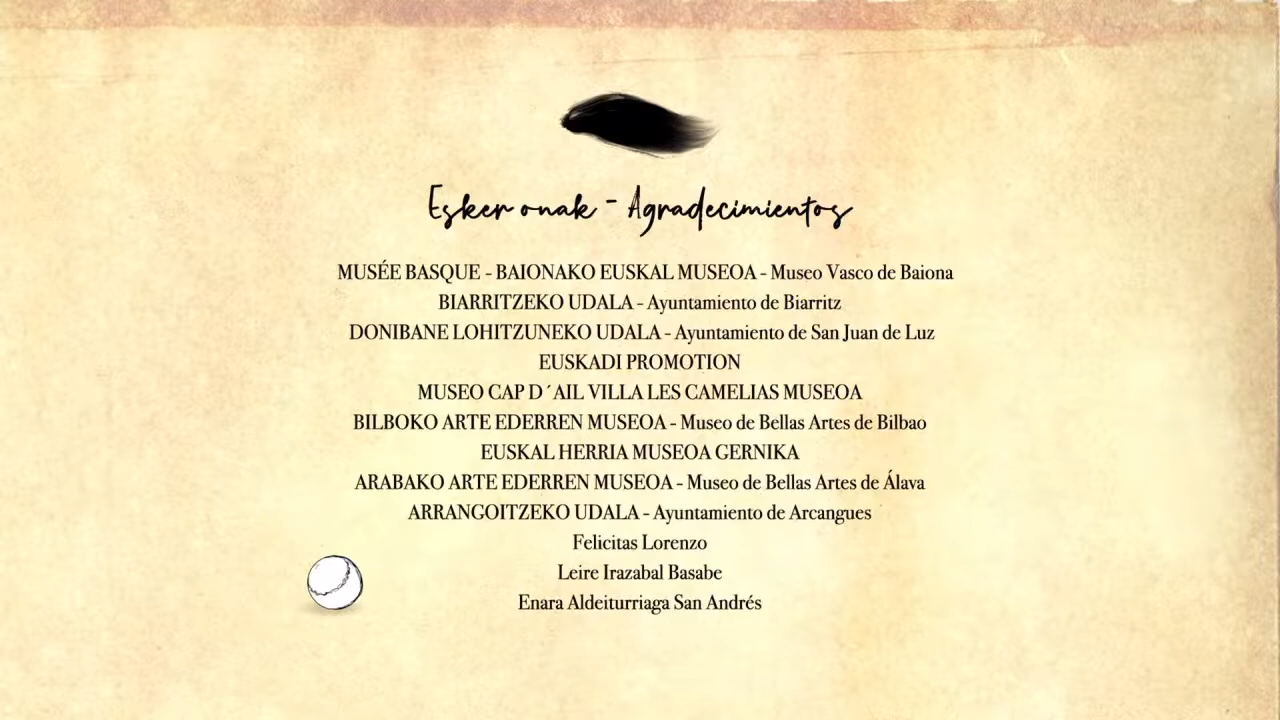 Esker onak - Agradecimientos
MUSÉE BASQUE - BAIONAKO EUSKAL MUSEOA - Museo Vasco de Baiona
BIARRITZEKO UDALA - Ayuntamiento de Biarritz
DONIBANE LOHITZUNEKO UDALA - Ayuntamiento de San Juan de Luz
EUSKADI PROMOTION
MUSEO CAP D´AIL VILLA LES CAMELIAS MUSEOA
BILBOKO ARTE EDERREN MUSEOA - Museo de Bellas Artes de Bilbao
EUSKAL HERRIA MUSEOA GERNIKA
ARABAKO ARTE EDERREN MUSEOA - Museo de Bellas Artes de Álava
ARRANGOITZEKO UDALA - Ayuntamiento de Arcangues
Felicitas Lorenzo
Leire Irazabal Basabe
Enara Aldeiturriaga San Andrés